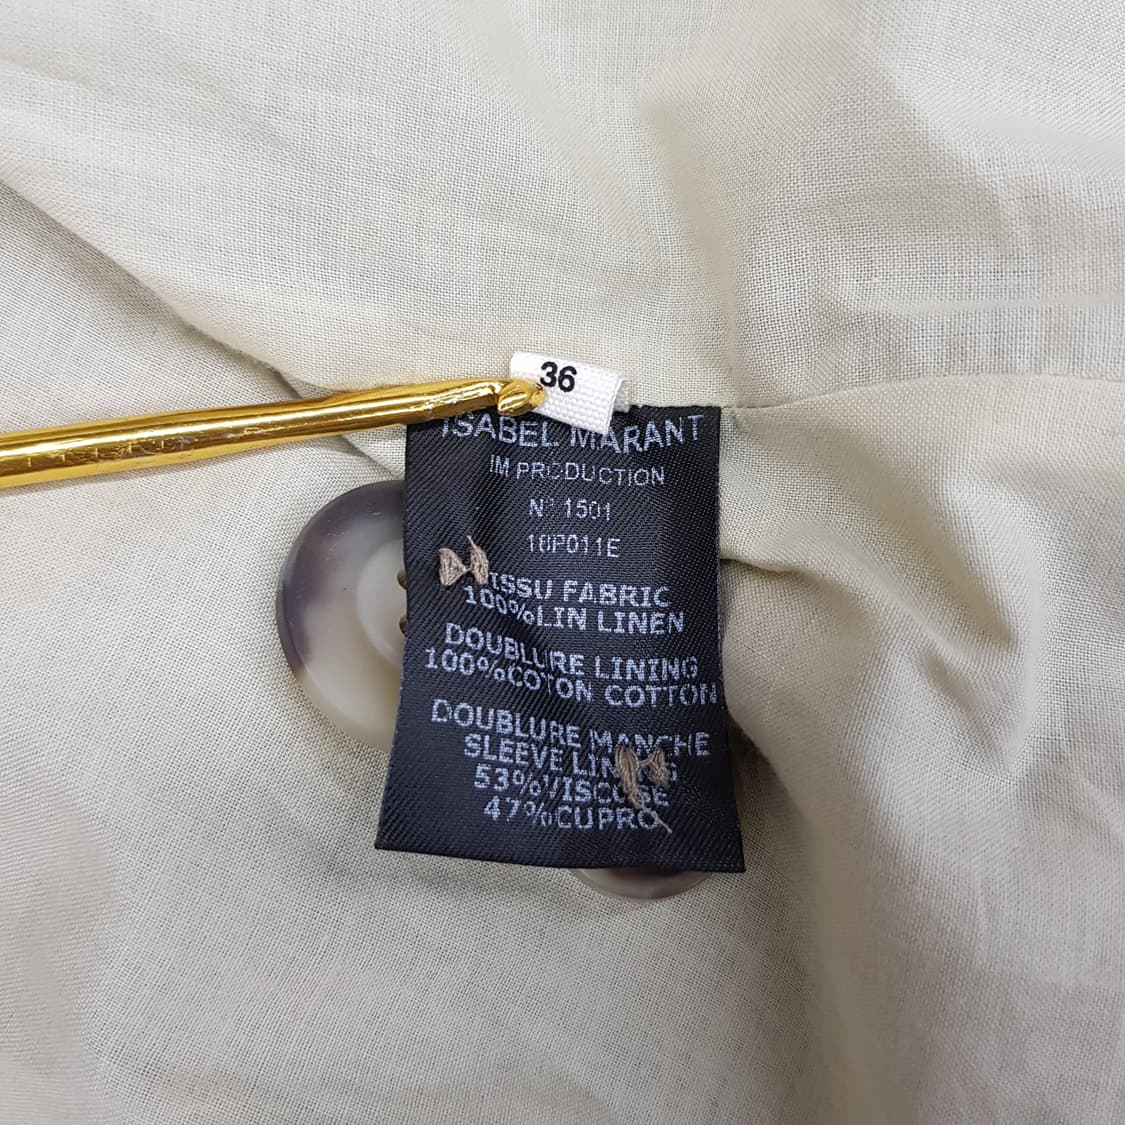 36
ISABEL MARANT
IM PRODUCTION
N° 1501
18P011E
TISSU FABRIC
100%LIN LINEN
DOUBLURE LINING
100%COTON COTTON
DOUBLURE MANCHE
SLEEVE LINING
53%VISCOSE
47%CUPRO